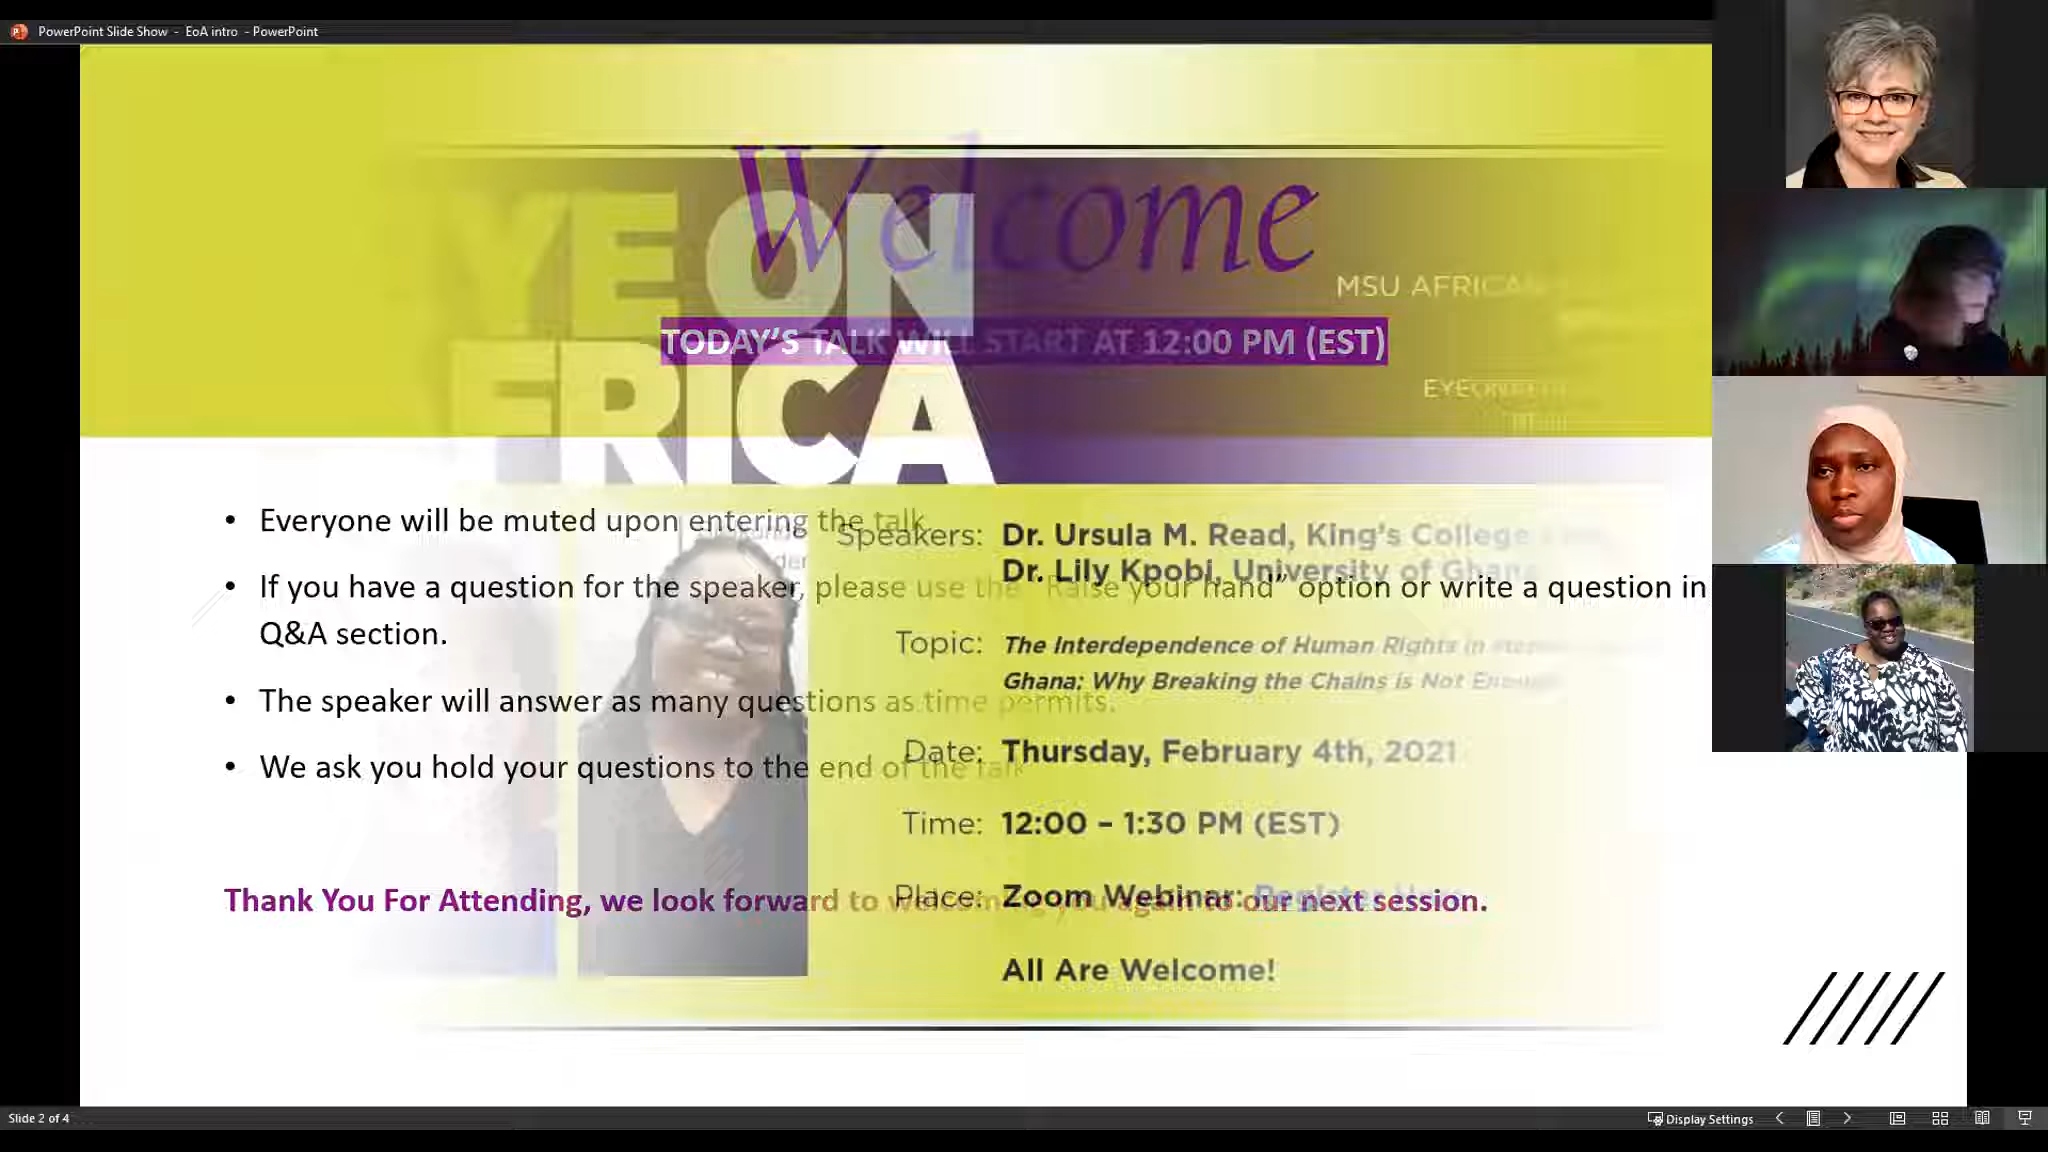 PowerPoint Slide Show - EoA intro - PowerPoint
Welcome
YE ON
FRICA
MSU AFRICAN
TODAY'S TALK WILL START AT 12:00 PM (EST)
• Everyone will be muted upon entering the talk
• If you have a question for the speaker, please use the "Raise your hand" option or write a question in
Q&A section.
• The speaker will answer as many questions as time permits.
• We ask you hold your questions to the end of the talk
Thank You For Attending, we look forward to welcoming you again to our next session.
Speakers: Dr. Ursula M. Read, King's College
Dr. Lily Kpobi, University of Ghana
Topic: The Interdependence of Human Rights in
Ghana: Why Breaking the Chains is Not Enough
Date: Thursday, February 4th, 2021
Time: 12:00 – 1:30 PM (EST)
Place: Zoom Webinar: Register Here
All Are Welcome!
Slide 2 of 4
Display Settings